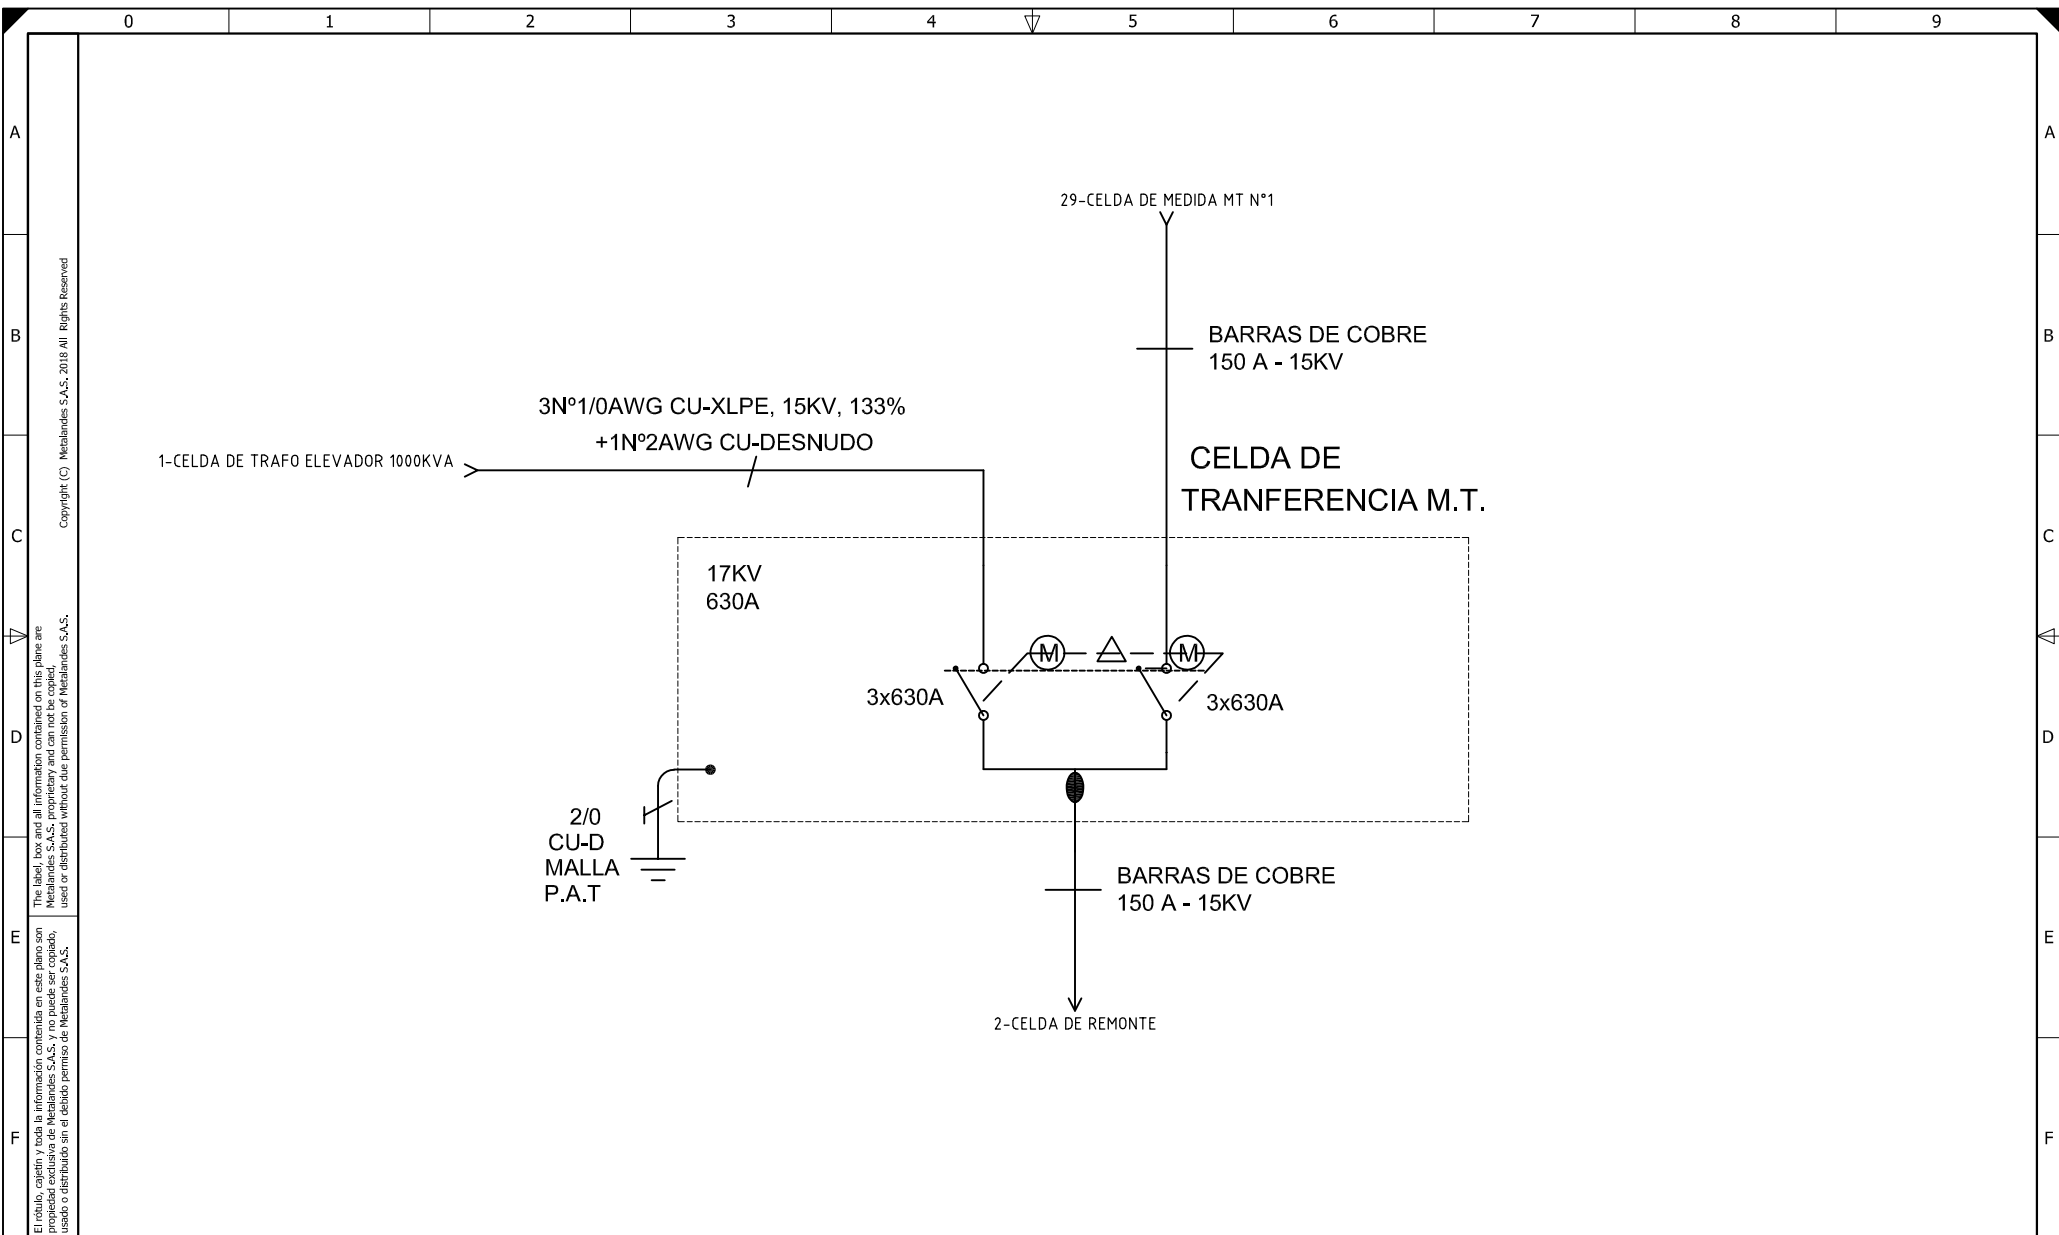 0 1 2 3 4 5 6 7 8 9
A A
29-CELDA DE MEDIDA MT N°1
B B
BARRAS DE COBRE
150 A - 15KV
3Nº1/0AWG CU-XLPE, 15KV, 133%
+1Nº2AWG CU-DESNUDO
1-CELDA DE TRAFO ELEVADOR 1000KVA
CELDA DE
TRANFERENCIA M.T.
C C
17KV
630A
M M
3x630A
3x630A
D D
2/0
CU-D
MALLA
P.A.T
BARRAS DE COBRE
150 A - 15KV
E E
2-CELDA DE REMONTE
F F
The label, box and all information contained on this plane are
Metalandes S.A.S. proprietary and can not be copied,
used or distributed without due permission of Metalandes S.A.S.
Copyright (C) Metalandes S.A.S. 2018 All Rights Reserved
El rótulo, cajetín y toda la información contenida en este plano son
propiedad exclusiva de Metalandes S.A.S. y no puede ser copiado,
usado o distribuido sin el debido permiso de Metalandes S.A.S.